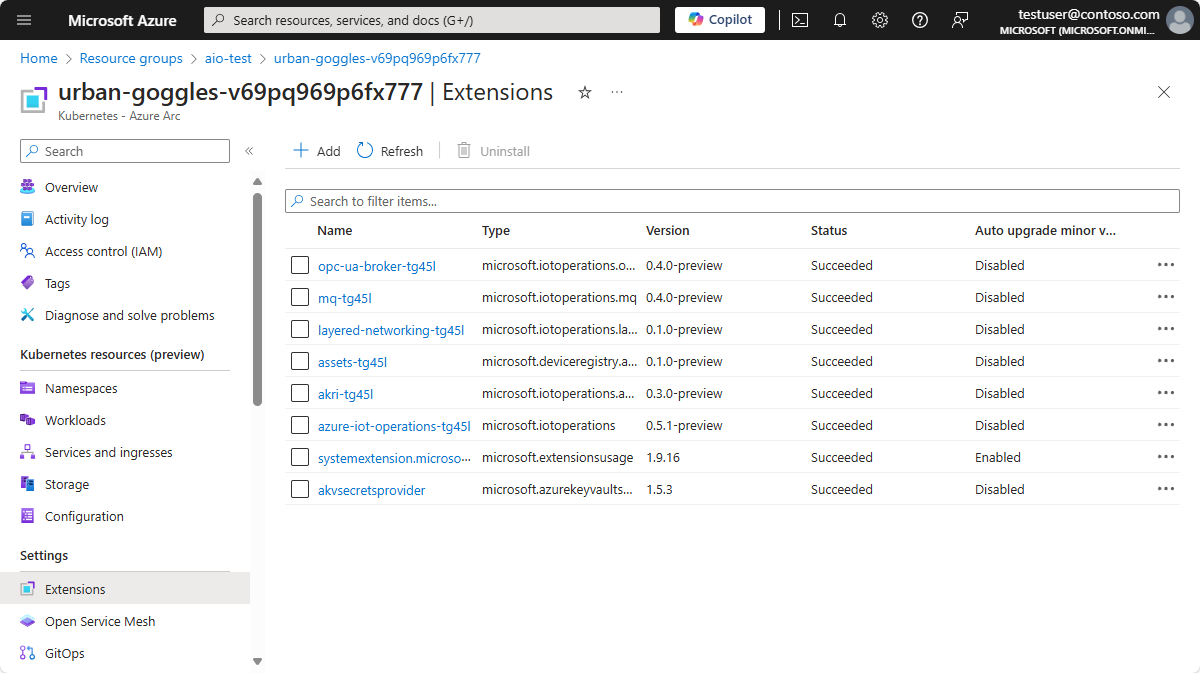 Microsoft Azure
Search resources, services, and docs (G+/)
Copilot
testuser@contoso.com
MICROSOFT (MICROSOFT.ONMI...
Home > Resource groups > aio-test > urban-goggles-v69pq969p6fx777
urban-goggles-v69pq969p6fx777 | Extensions
Kubernetes - Azure Arc
Search
Add
Refresh
Uninstall
Overview
Activity log
Access control (IAM)
Tags
Diagnose and solve problems
Kubernetes resources (preview)
Namespaces
Workloads
Services and ingresses
Storage
Configuration
Settings
Extensions
Open Service Mesh
GitOps
Search to filter items...
Name Type Version Status Auto upgrade minor v...
opc-ua-broker-tg45l microsoft.iotoperations.o... 0.4.0-preview Succeeded Disabled
mq-tg45l microsoft.iotoperations.mq 0.4.0-preview Succeeded Disabled
layered-networking-tg45l microsoft.iotoperations.la... 0.1.0-preview Succeeded Disabled
assets-tg45l microsoft.deviceregistry.a... 0.1.0-preview Succeeded Disabled
akri-tg45l microsoft.iotoperations.a... 0.3.0-preview Succeeded Disabled
azure-iot-operations-tg45l microsoft.iotoperations 0.5.1-preview Succeeded Disabled
systemextension.microso... microsoft.extensionsusage 1.9.16 Succeeded Enabled
akvsecretsprovider microsoft.azurekeyvaults... 1.5.3 Succeeded Disabled